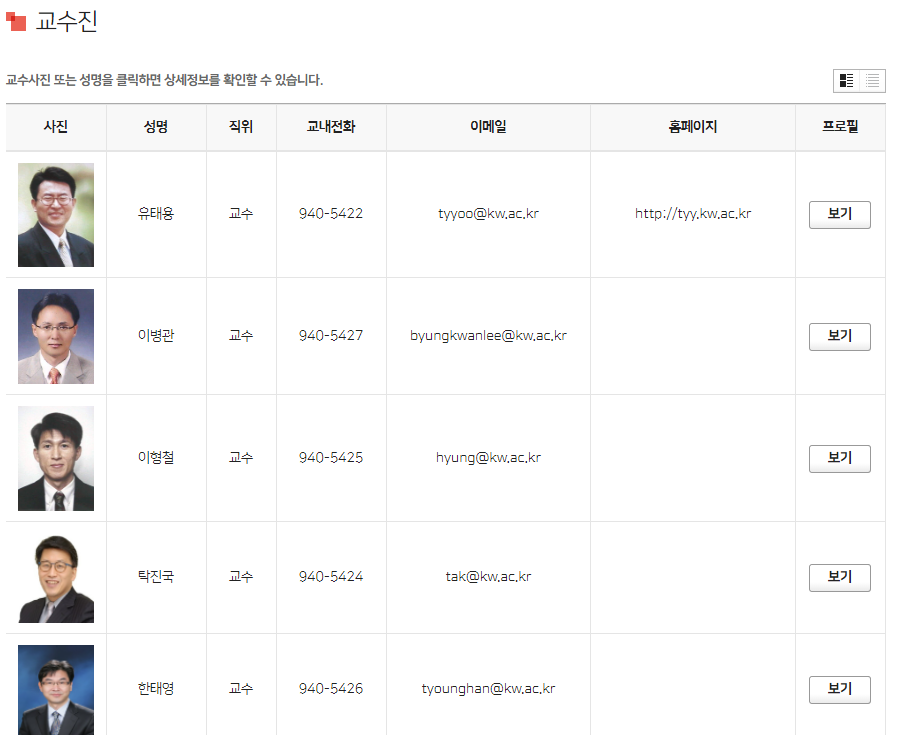 교수진
교수사진 또는 성명을 클릭하면 상세정보를 확인할 수 있습니다.
사진 성명 직위 교내전화 이메일 홈페이지 프로필
유태용 교수 940-5422 tyyoo@kw.ac.kr http://tyy.kw.ac.kr 보기
이병관 교수 940-5427 byungkwanlee@kw.ac.kr 보기
이형철 교수 940-5425 hyung@kw.ac.kr 보기
탁진국 교수 940-5424 tak@kw.ac.kr 보기
한태영 교수 940-5426 tyounghan@kw.ac.kr 보기